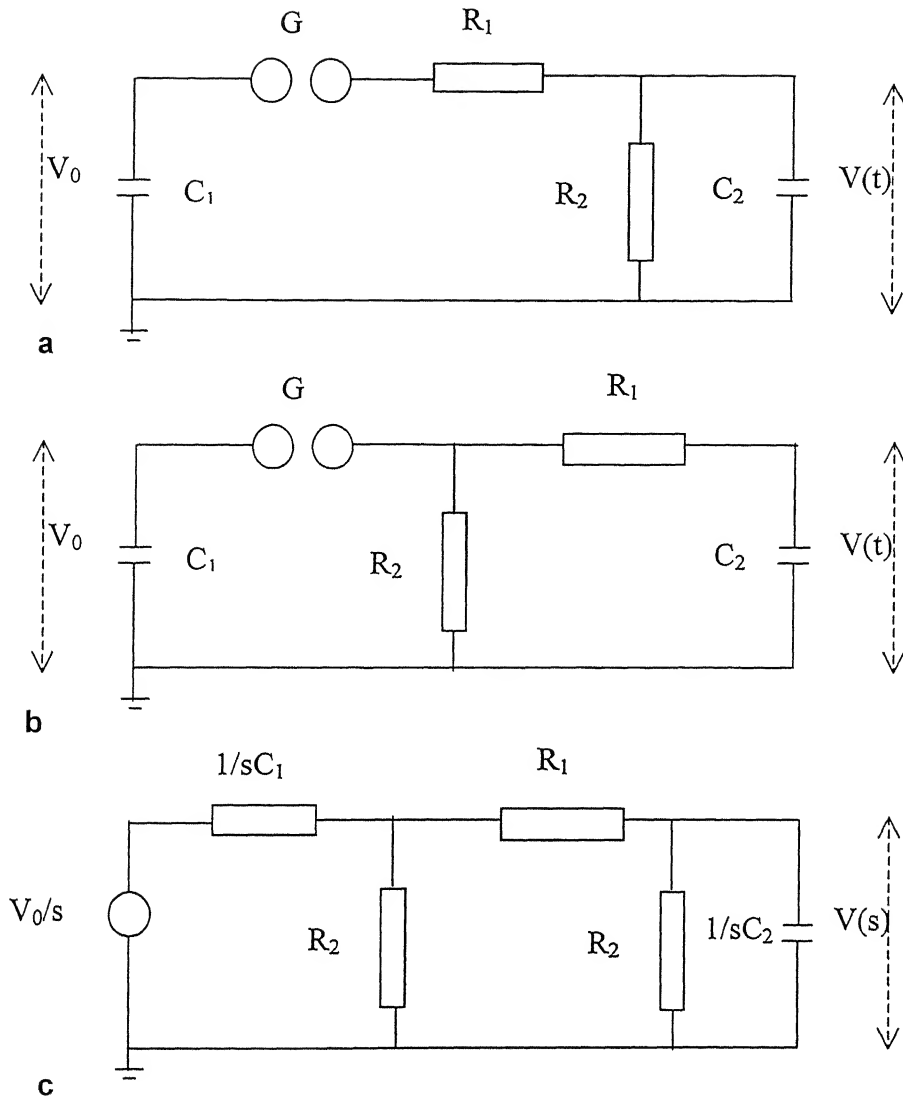 G
R₁
V₀
C₁
R₂
C₂
V(t)
a
G
R₁
V₀
C₁
R₂
C₂
V(t)
b
1/sC₁
R₁
V₀/s
R₂
R₂
1/sC₂
V(s)
c